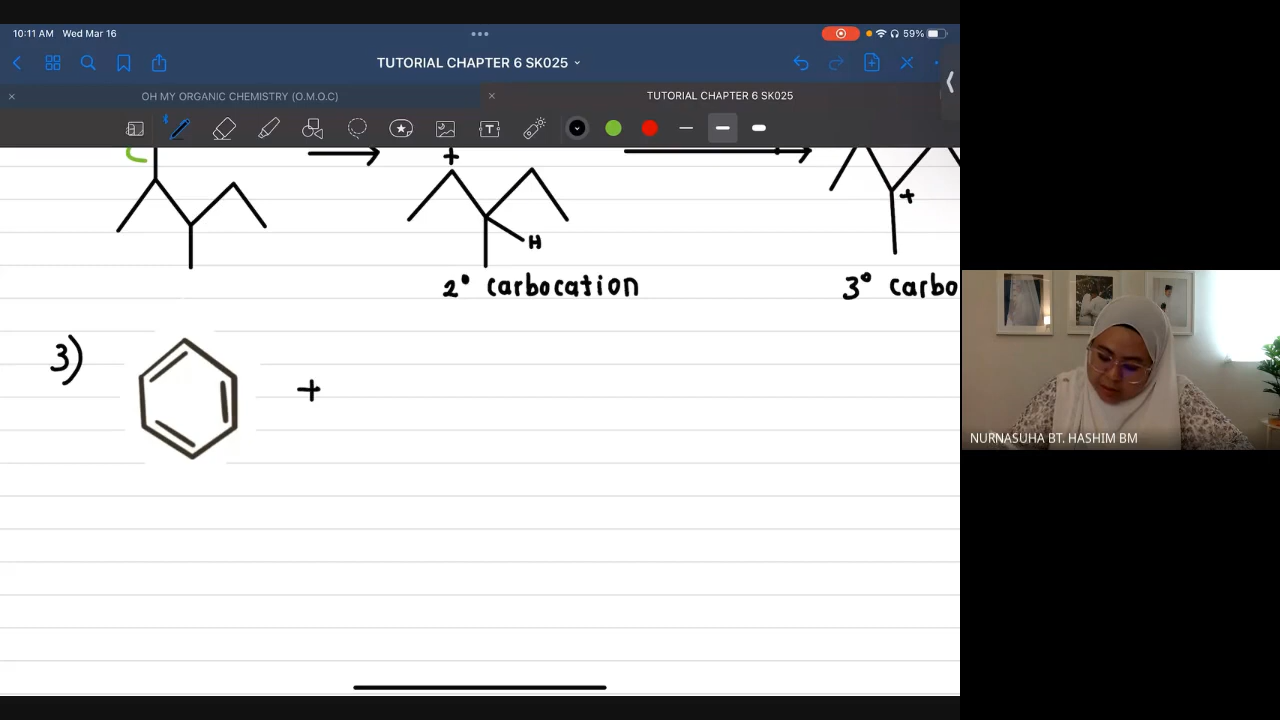 10:11 AM Wed Mar 16
59%
TUTORIAL CHAPTER 6 SK025
OH MY ORGANIC CHEMISTRY (O.M.O.C)
TUTORIAL CHAPTER 6 SK025
+
+
H
2° carbocation
3° carbo
3)
+
NURNASUHA BT. HASHIM BM